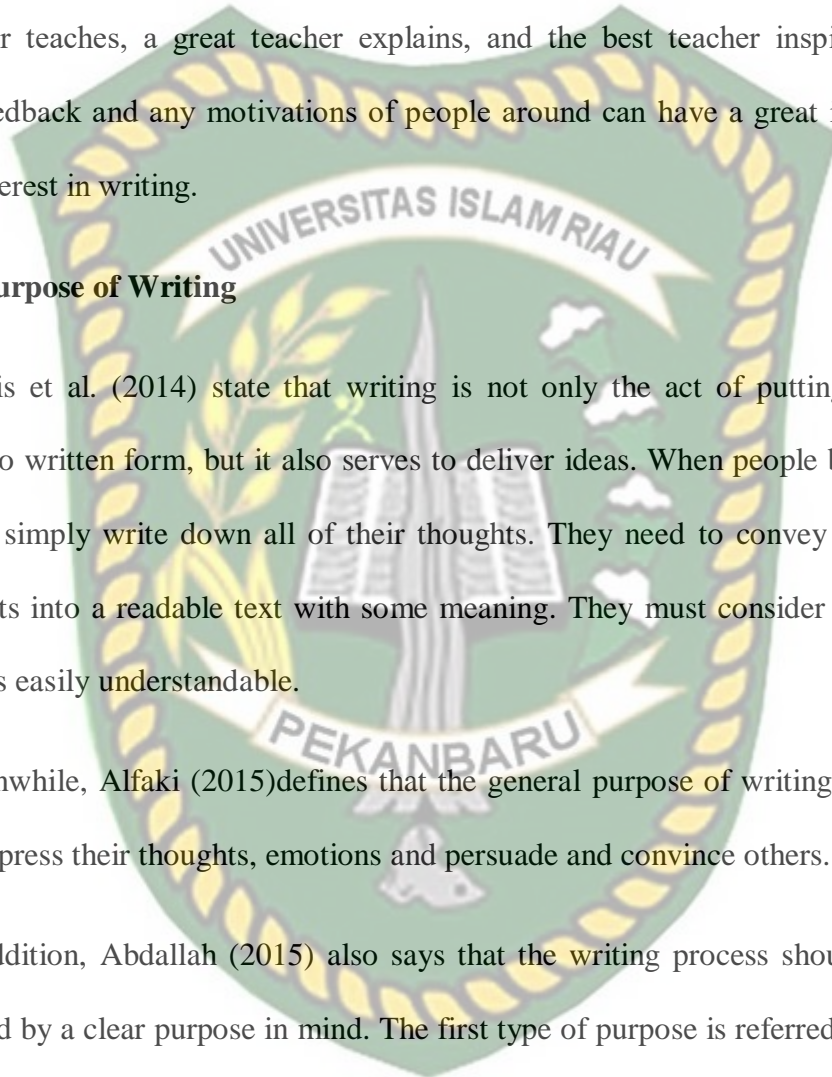 r teaches, a great teacher explains, and the best teacher inspi
edback and any motivations of people around can have a great
erest in writing.
UNIVERSITAS ISLAM RIAU
urpose of Writing
is et al. (2014) state that writing is not only the act of putting
o written form, but it also serves to deliver ideas. When people b
simply write down all of their thoughts. They need to convey
ts into a readable text with some meaning. They must consider
s easily understandable.
PEKANBARU
nwhile, Alfaki (2015)defines that the general purpose of writing
press their thoughts, emotions and persuade and convince others.
ddition, Abdallah (2015) also says that the writing process shou
d by a clear purpose in mind. The first type of purpose is referred